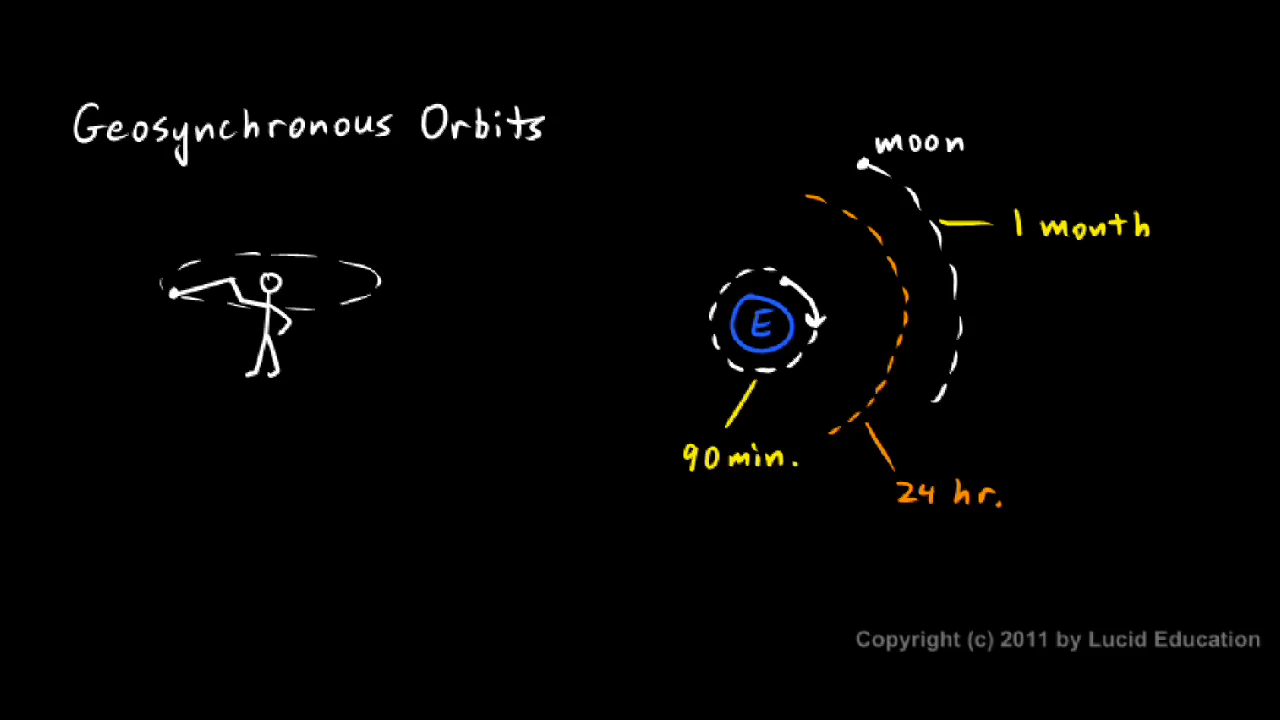 Geosynchronous Orbits
moon
1 month
E
90 min.
24 hr.
Copyright (c) 2011 by Lucid Education